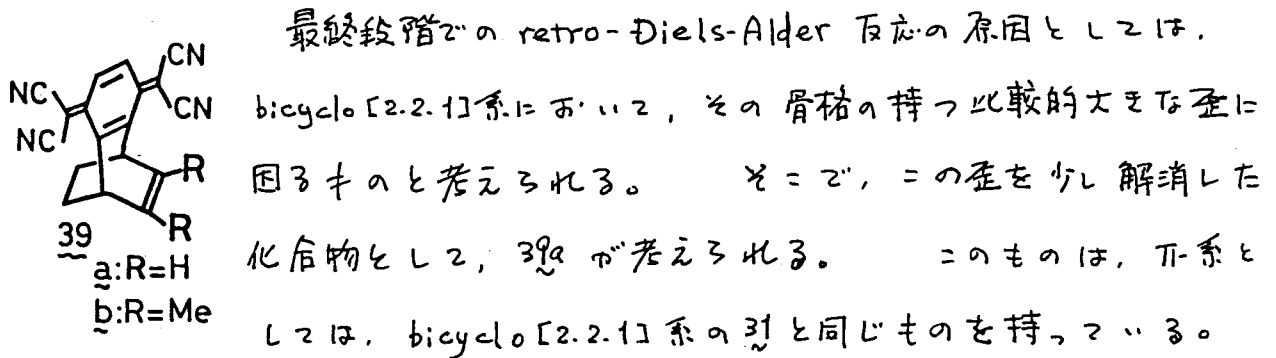 最終段階での retro-Diels-Alder 反応の原因としては,
bicyclo[2.2.1]系において, その骨格の持つ比較的大きな歪に
因るものと考えられる。 そこで, この歪を少し解消した
化合物として, 39a が考えられる。 このものは, π-系と
しては, bicyclo[2.2.1]系の 31 と同じものを持っている。
CN
NC
CN
NC
R
R
39
a:R=H
b:R=Me